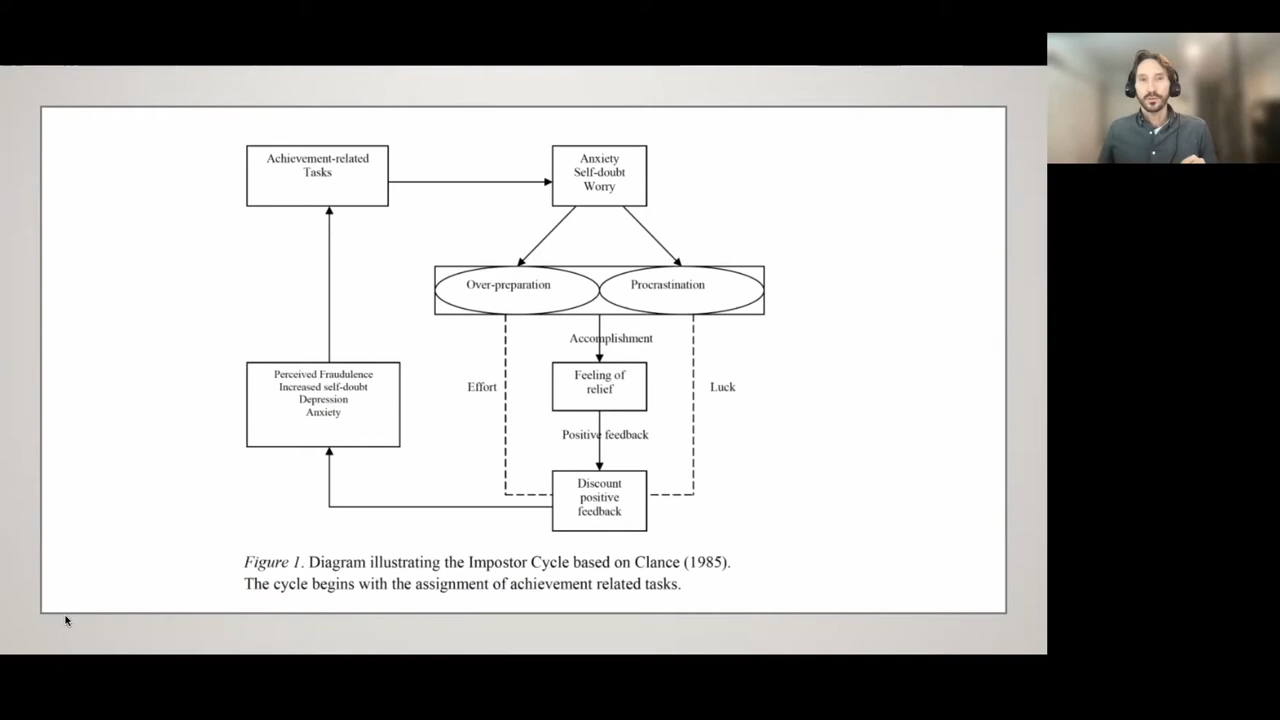 Achievement-related
Tasks
Anxiety
Self-doubt
Worry
Over-preparation
Procrastination
Accomplishment
Perceived Fraudulence
Increased self-doubt
Depression
Anxiety
Effort
Feeling of
relief
Luck
Positive feedback
Discount
positive
feedback
Figure 1. Diagram illustrating the Impostor Cycle based on Clance (1985).
The cycle begins with the assignment of achievement related tasks.